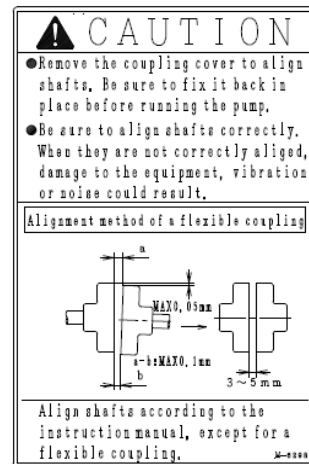 CAUTION
●Remove the coupling cover to align
shafts. Be sure to fix it back in
place before running the pump.
●Be sure to align shafts correctly.
When they are not correctly aliged,
damage to the equipment, vibration
or noise could result.
Alignment method of a flexible coupling
a
MAX0.05mm
a-b:MAX0.1mm
b
3～5mm
Align shafts according to the
instruction manual, except for a
flexible coupling.